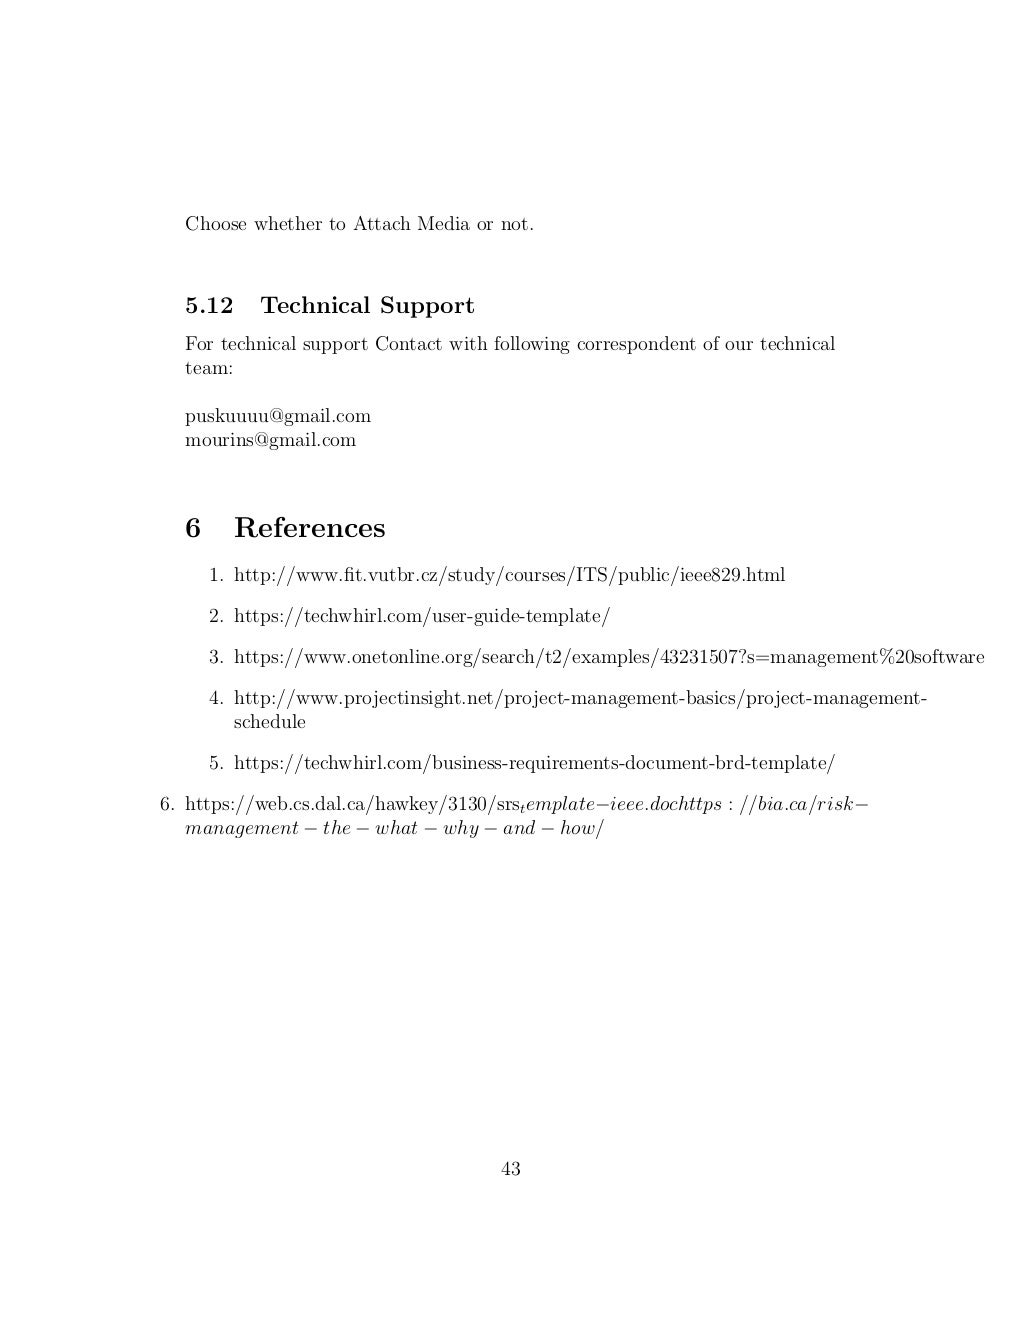 Choose whether to Attach Media or not.
5.12 Technical Support
For technical support Contact with following correspondent of our technical
team:
puskuuuu@gmail.com
mourins@gmail.com
6 References
1. http://www.fit.vutbr.cz/study/courses/ITS/public/ieee829.html
2. https://techwhirl.com/user-guide-template/
3. https://www.onetonline.org/search/t2/examples/43231507?s=management%20software
4. http://www.projectinsight.net/project-management-basics/project-management-
schedule
5. https://techwhirl.com/business-requirements-document-brd-template/
6. https://web.cs.dal.ca/hawkey/3130/srs_template−ieee.dochttps : //bia.ca/risk−
management − the − what − why − and − how/
43